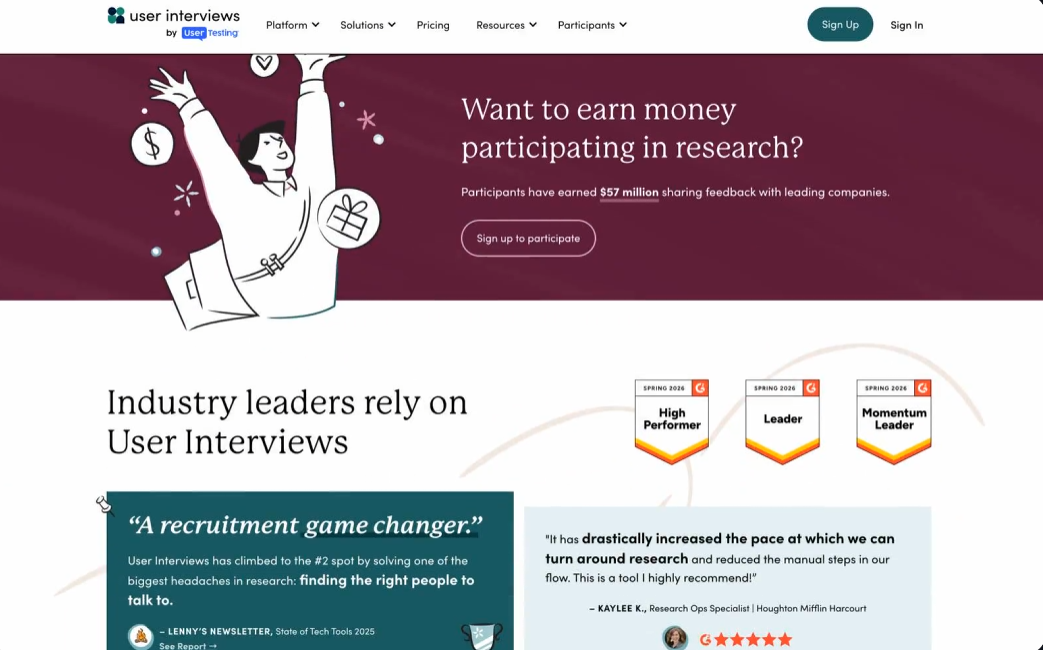 user interviews
by User Testing
Platform
Solutions
Pricing
Resources
Participants
Sign Up
Sign In
$
Want to earn money
participating in research?
Participants have earned $57 million sharing feedback with leading companies.
Sign up to participate
Industry leaders rely on
User Interviews
SPRING 2026
High
Performer
SPRING 2026
Leader
SPRING 2026
Momentum
Leader
“A recruitment game changer.”
User Interviews has climbed to the #2 spot by solving one of the
biggest headaches in research: finding the right people to
talk to.
– LENNY’S NEWSLETTER, State of Tech Tools 2025
See Report →
"It has drastically increased the pace at which we can
turn around research and reduced the manual steps in our
flow. This is a tool I highly recommend!”
– KAYLEE K., Research Ops Specialist | Houghton Mifflin Harcourt